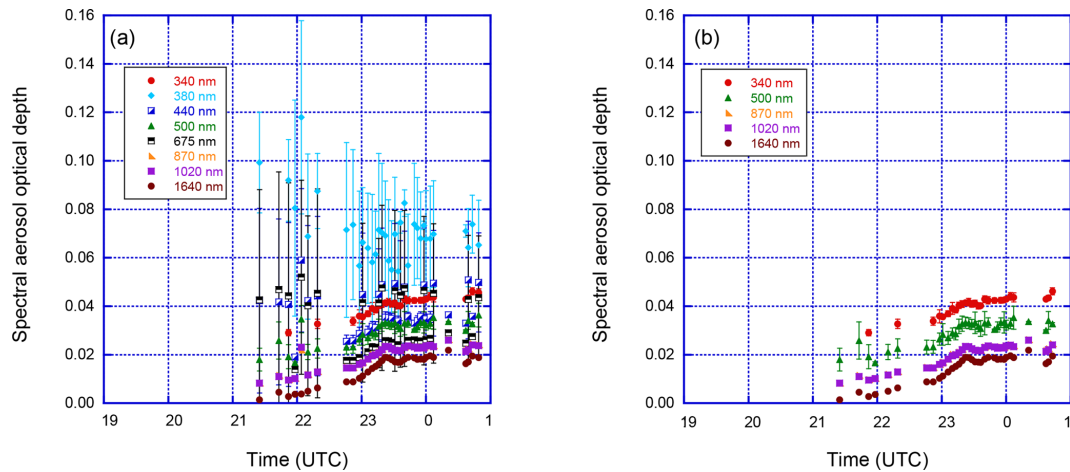 (a)
Spectral aerosol optical depth
0.16
0.14
0.12
0.10
0.08
0.06
0.04
0.02
0.00
340 nm
380 nm
440 nm
500 nm
675 nm
870 nm
1020 nm
1640 nm
19 20 21 22 23 0 1
Time (UTC)
(b)
Spectral aerosol optical depth
0.16
0.14
0.12
0.10
0.08
0.06
0.04
0.02
0.00
340 nm
500 nm
870 nm
1020 nm
1640 nm
19 20 21 22 23 0 1
Time (UTC)